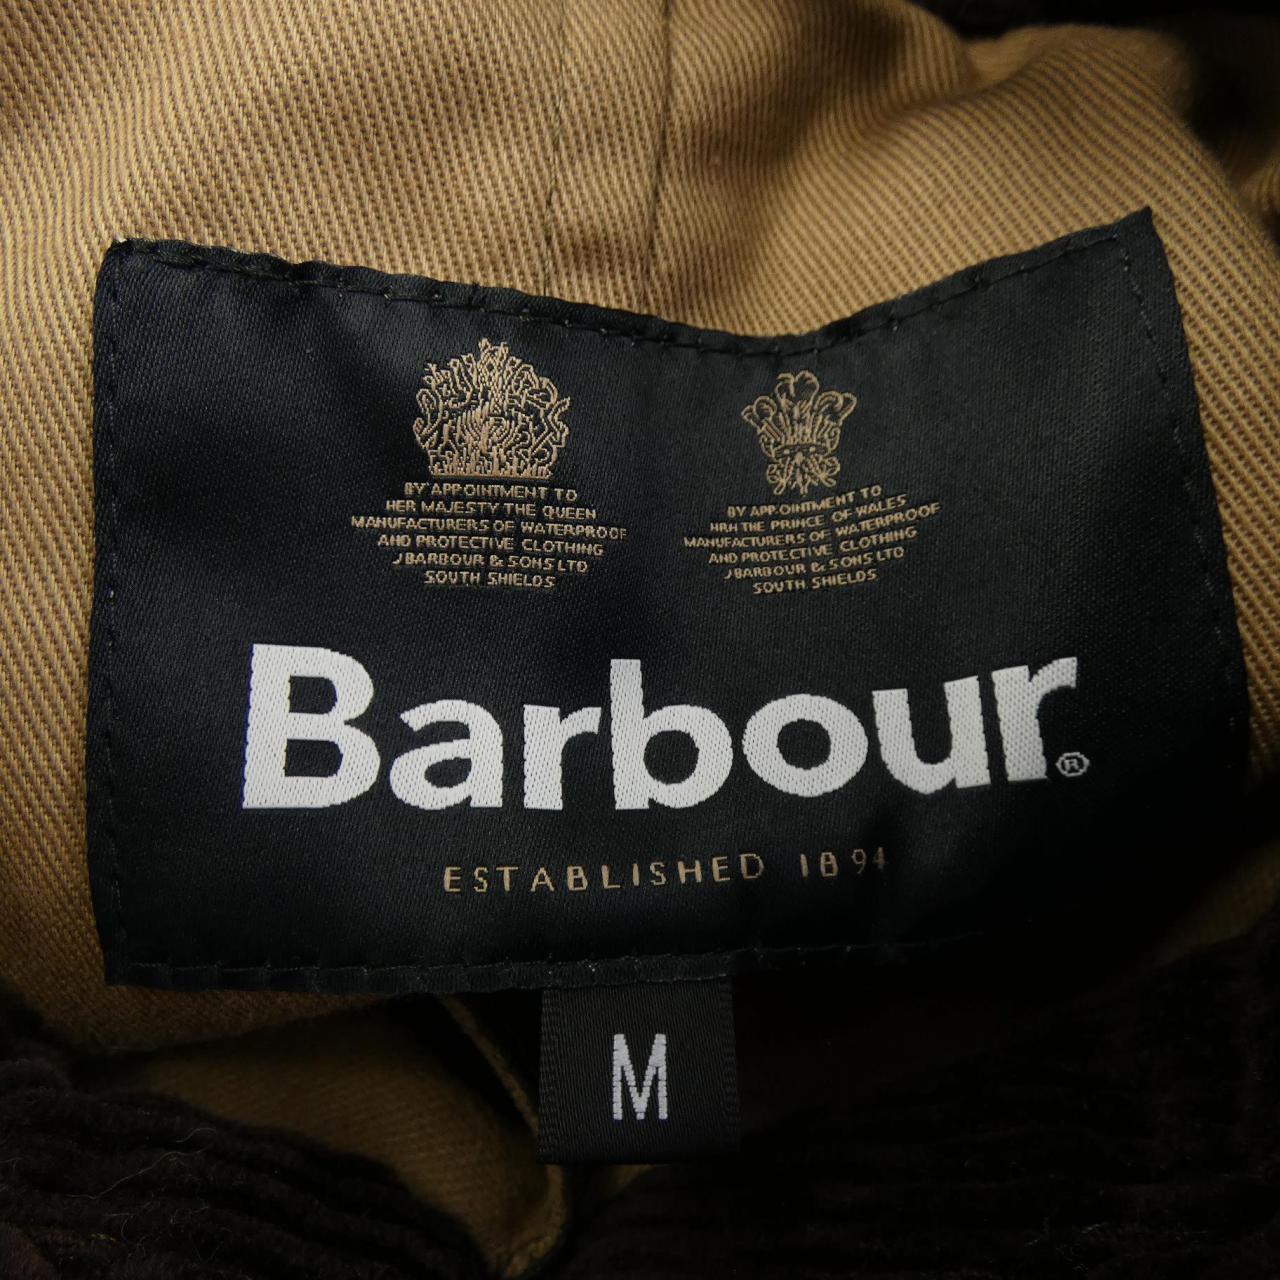 BY APPOINTMENT TO
HER MAJESTY THE QUEEN
MANUFACTURERS OF WATERPROOF
AND PROTECTIVE CLOTHING
J BARBOUR & SONS LTD
SOUTH SHIELDS
BY APPOINTMENT TO
HRH THE PRINCE OF WALES
MANUFACTURERS OF WATERPROOF
AND PROTECTIVE CLOTHING
J BARBOUR & SONS LTD
SOUTH SHIELDS
Barbour®
ESTABLISHED 1894
M